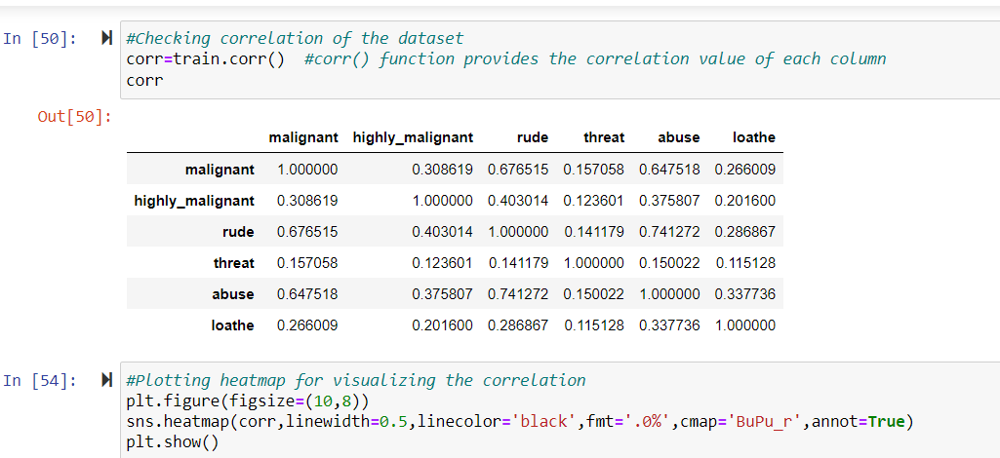 In [50]: #Checking correlation of the dataset
corr=train.corr()  #corr() function provides the correlation value of each column
corr
Out[50]:
malignant highly_malignant rude threat abuse loathe
malignant 1.000000 0.308619 0.676515 0.157058 0.647518 0.266009
highly_malignant 0.308619 1.000000 0.403014 0.123601 0.375807 0.201600
rude 0.676515 0.403014 1.000000 0.141179 0.741272 0.286867
threat 0.157058 0.123601 0.141179 1.000000 0.150022 0.115128
abuse 0.647518 0.375807 0.741272 0.150022 1.000000 0.337736
loathe 0.266009 0.201600 0.286867 0.115128 0.337736 1.000000
In [54]: #Plotting heatmap for visualizing the correlation
plt.figure(figsize=(10,8))
sns.heatmap(corr,linewidth=0.5,linecolor='black',fmt='.0%',cmap='BuPu_r',annot=True)
plt.show()